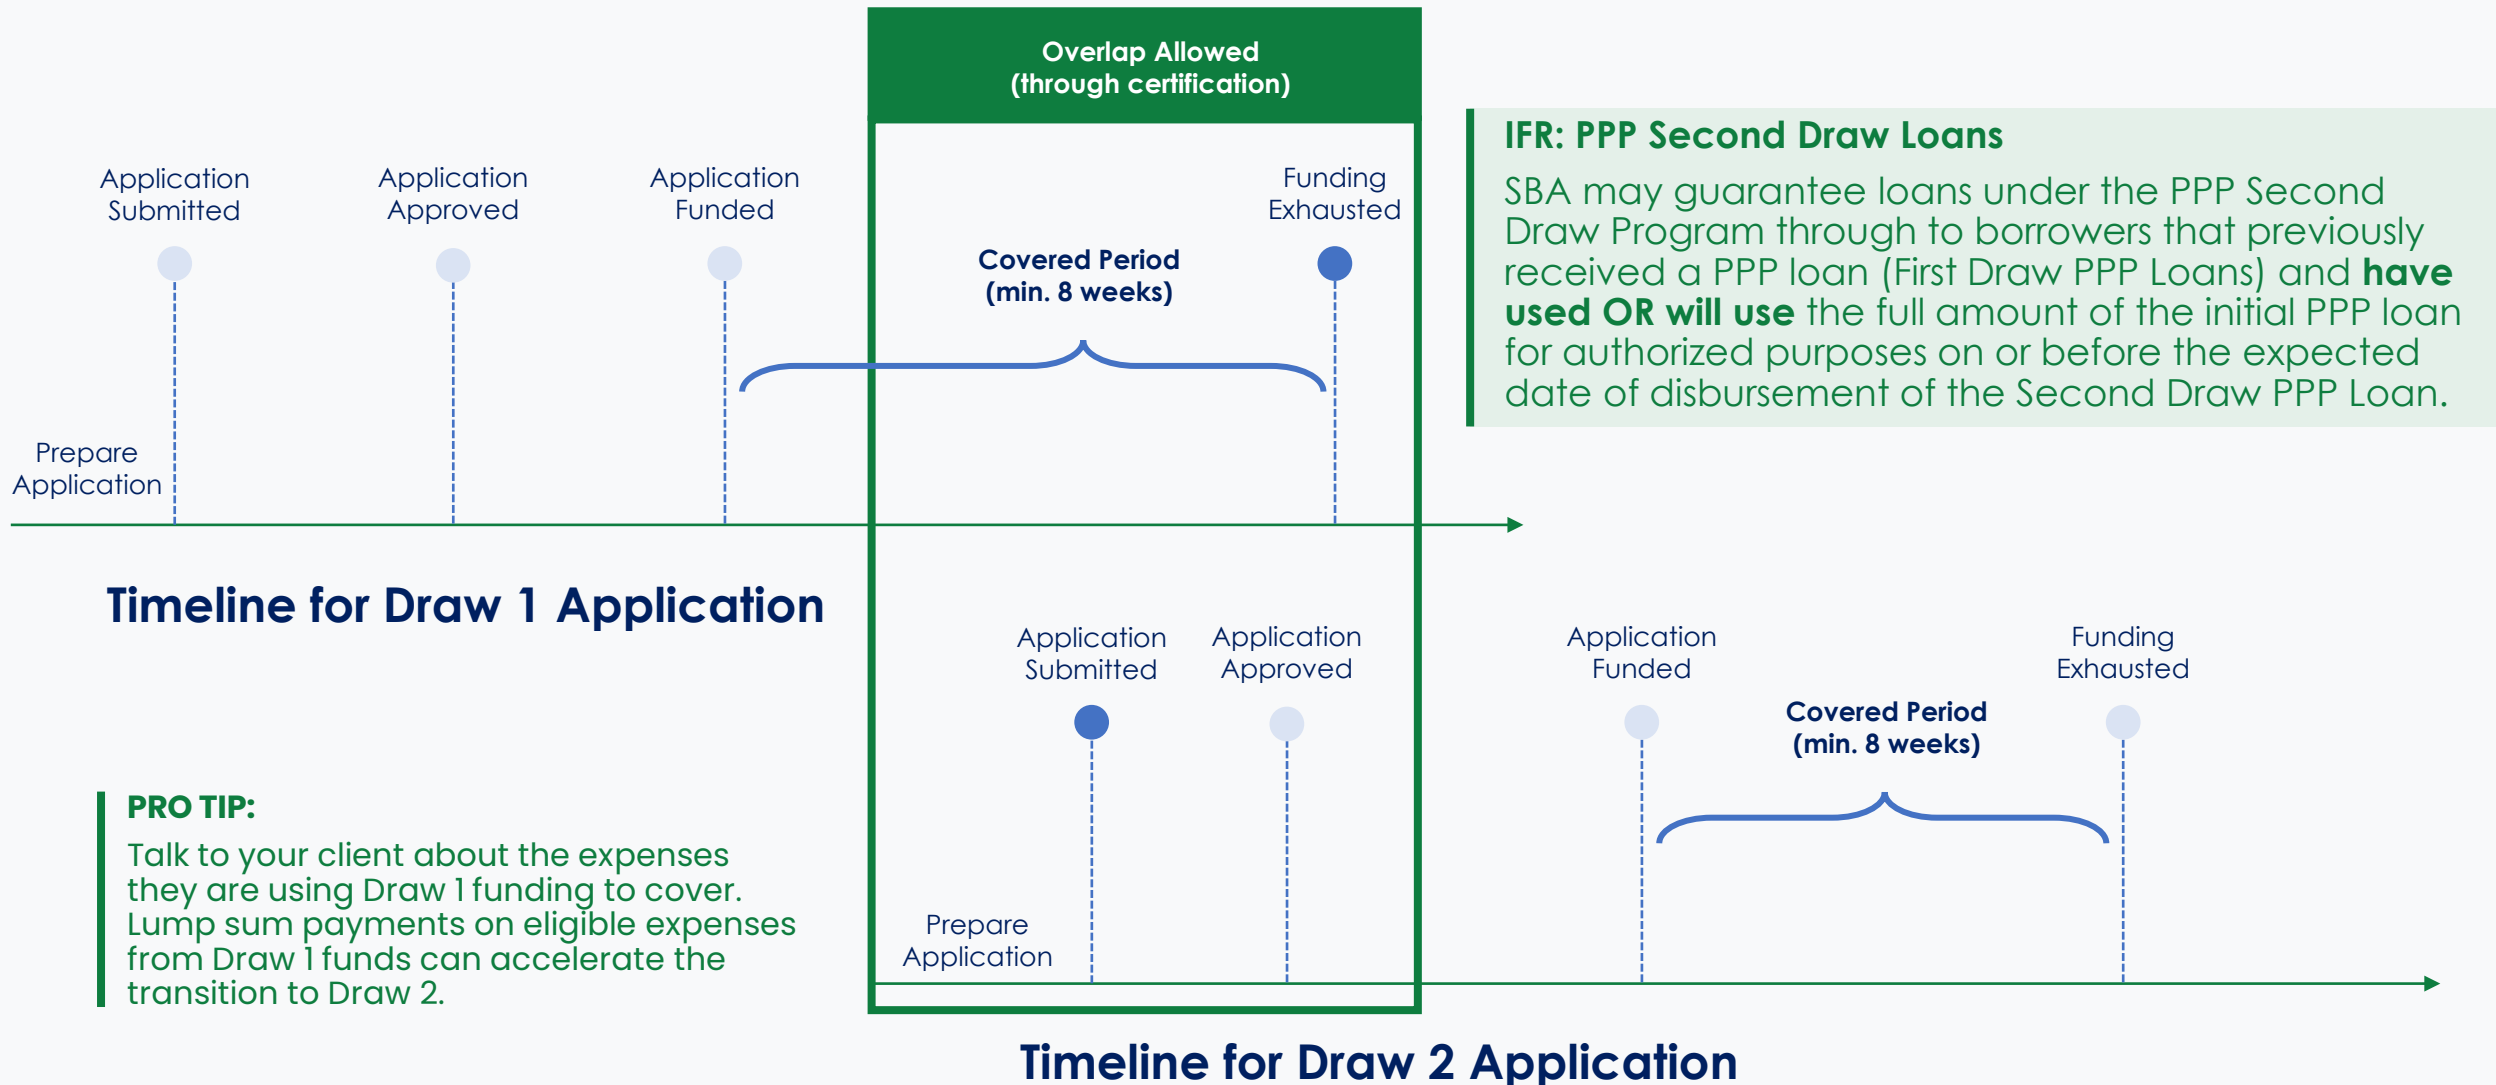 Overlap Allowed
(through certification)
Application
Submitted
Application
Approved
Application
Funded
Funding
Exhausted
Covered Period
(min. 8 weeks)
Prepare
Application
Timeline for Draw 1 Application
IFR: PPP Second Draw Loans
SBA may guarantee loans under the PPP Second
Draw Program through to borrowers that previously
received a PPP loan (First Draw PPP Loans) and have
used OR will use the full amount of the initial PPP loan
for authorized purposes on or before the expected
date of disbursement of the Second Draw PPP Loan.
Application
Submitted
Application
Approved
Application
Funded
Funding
Exhausted
Covered Period
(min. 8 weeks)
PRO TIP:
Talk to your client about the expenses
they are using Draw 1 funding to cover.
Lump sum payments on eligible expenses
from Draw 1 funds can accelerate the
transition to Draw 2.
Prepare
Application
Timeline for Draw 2 Application